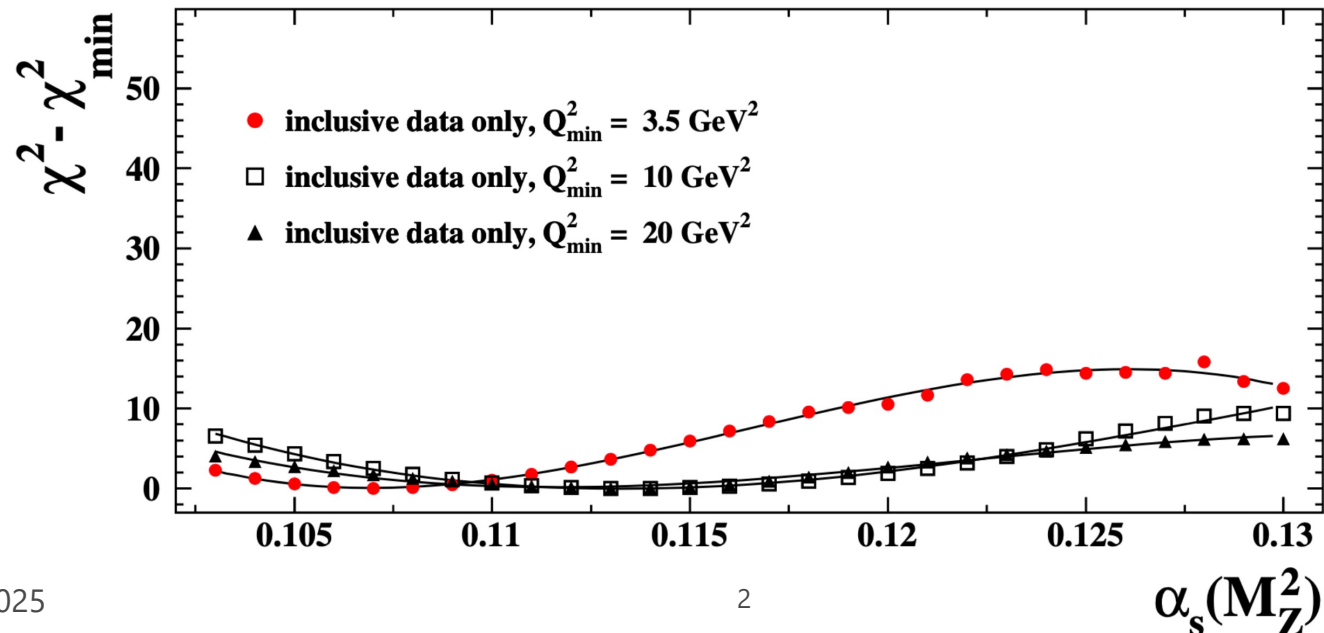 χ² - χ²min
50
40
30
20
10
0
inclusive data only, Q²min = 3.5 GeV²
inclusive data only, Q²min = 10 GeV²
inclusive data only, Q²min = 20 GeV²
0.105 0.11 0.115 0.12 0.125 0.13
αs(M²Z)
025
2